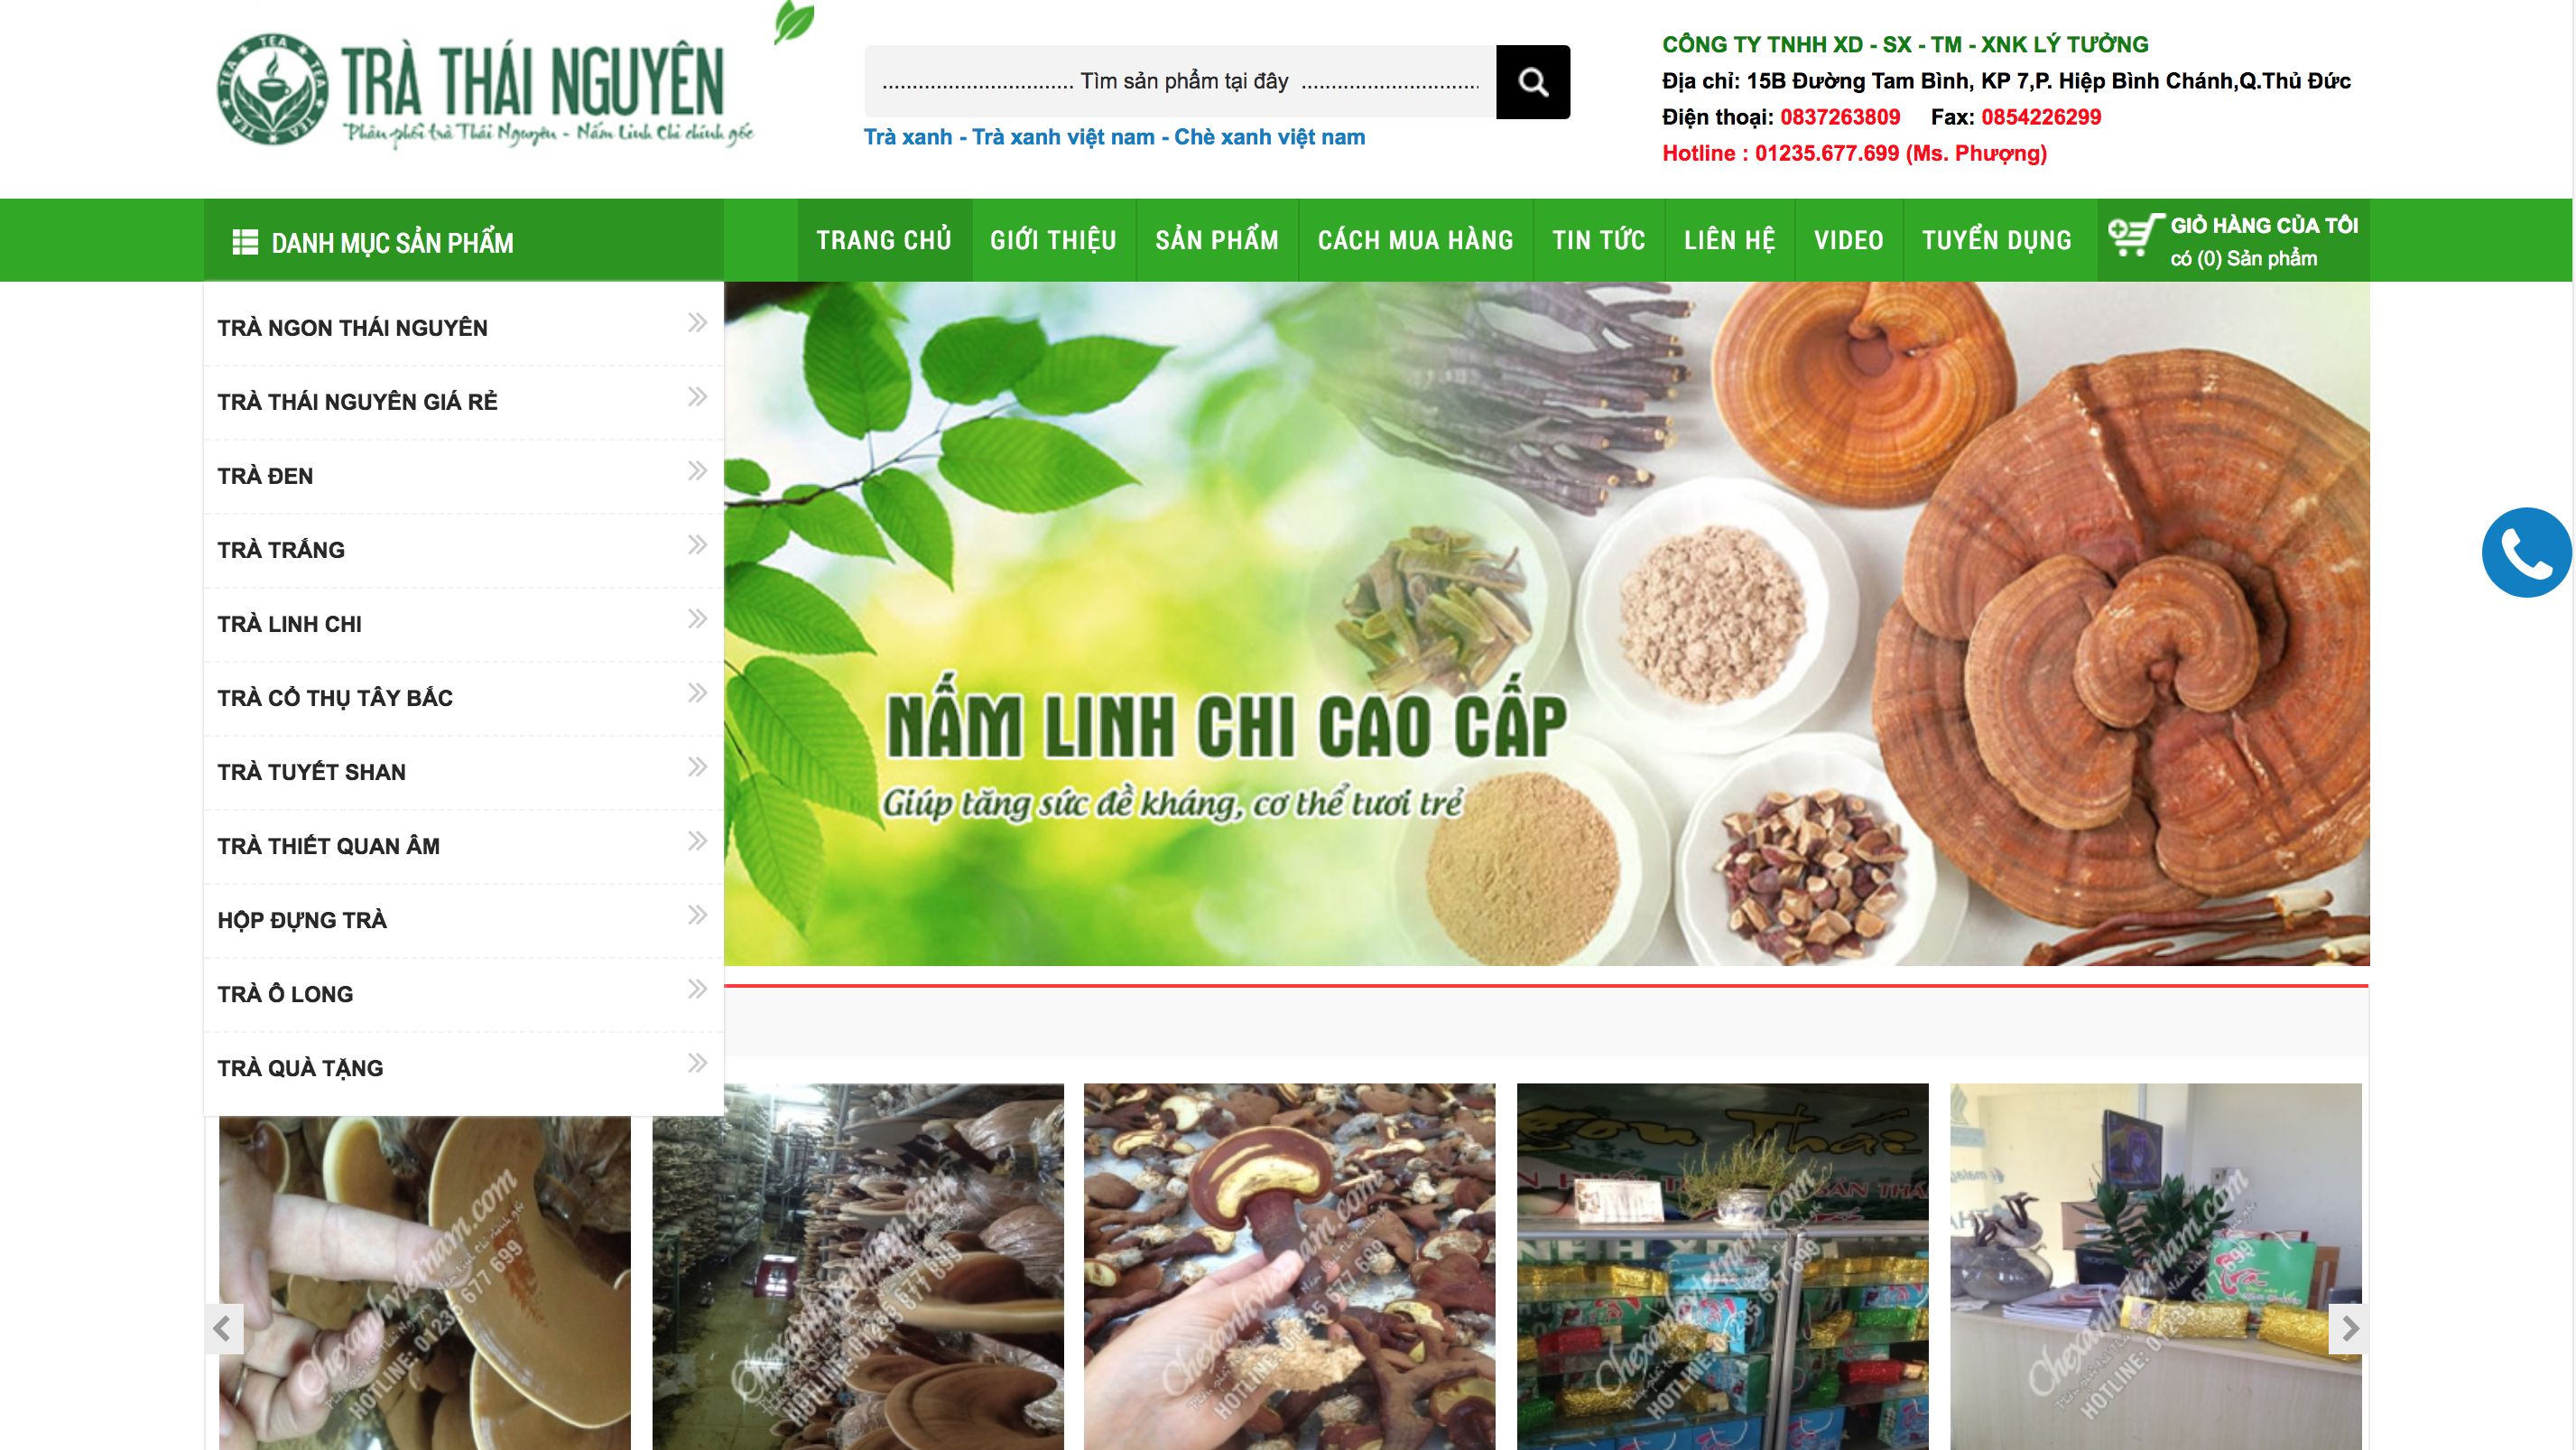 TEA TEA TEA TEA
TRÀ THÁI NGUYÊN
"Phân phối trà Thái Nguyên - Nấm Linh Chi chính gốc
................................ Tìm sản phẩm tại đây ..............................
Trà xanh - Trà xanh việt nam - Chè xanh việt nam
CÔNG TY TNHH XD - SX - TM - XNK LÝ TƯỞNG
Địa chỉ: 15B Đường Tam Bình, KP 7,P. Hiệp Bình Chánh,Q.Thủ Đức
Điện thoại: 0837263809 Fax: 0854226299
Hotline : 01235.677.699 (Ms. Phượng)
DANH MỤC SẢN PHẨM
TRANG CHỦ GIỚI THIỆU SẢN PHẨM CÁCH MUA HÀNG TIN TỨC LIÊN HỆ VIDEO TUYỂN DỤNG
GIỎ HÀNG CỦA TÔI
có (0) Sản phẩm
TRÀ NGON THÁI NGUYÊN
TRÀ THÁI NGUYÊN GIÁ RẺ
TRÀ ĐEN
TRÀ TRẮNG
TRÀ LINH CHI
TRÀ CỔ THỤ TÂY BẮC
TRÀ TUYẾT SHAN
TRÀ THIẾT QUAN ÂM
HỘP ĐỰNG TRÀ
TRÀ Ô LONG
TRÀ QUÀ TẶNG
NẤM LINH CHI CAO CẤP
Giúp tăng sức đề kháng, cơ thể tươi trẻ
Chexanhvietnam.com
HOTLINE: 01235 677 699
Chexanhvietnam.com
HOTLINE: 01235 677 699
Chexanhvietnam.com
HOTLINE: 01235 677 699
Chexanhvietnam.com
HOTLINE: 01235 677 699
Chexanhvietnam.com
HOTLINE: 01235 677 699